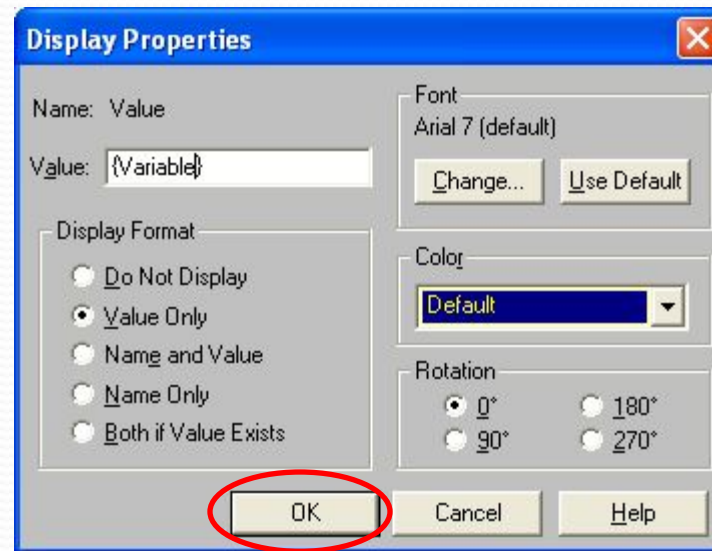 Display Properties
Name: Value
Value: {Variable}
Display Format
Do Not Display
Value Only
Name and Value
Name Only
Both if Value Exists
Font
Arial 7 (default)
Change... Use Default
Color
Default
Rotation
0° 180°
90° 270°
OK Cancel Help